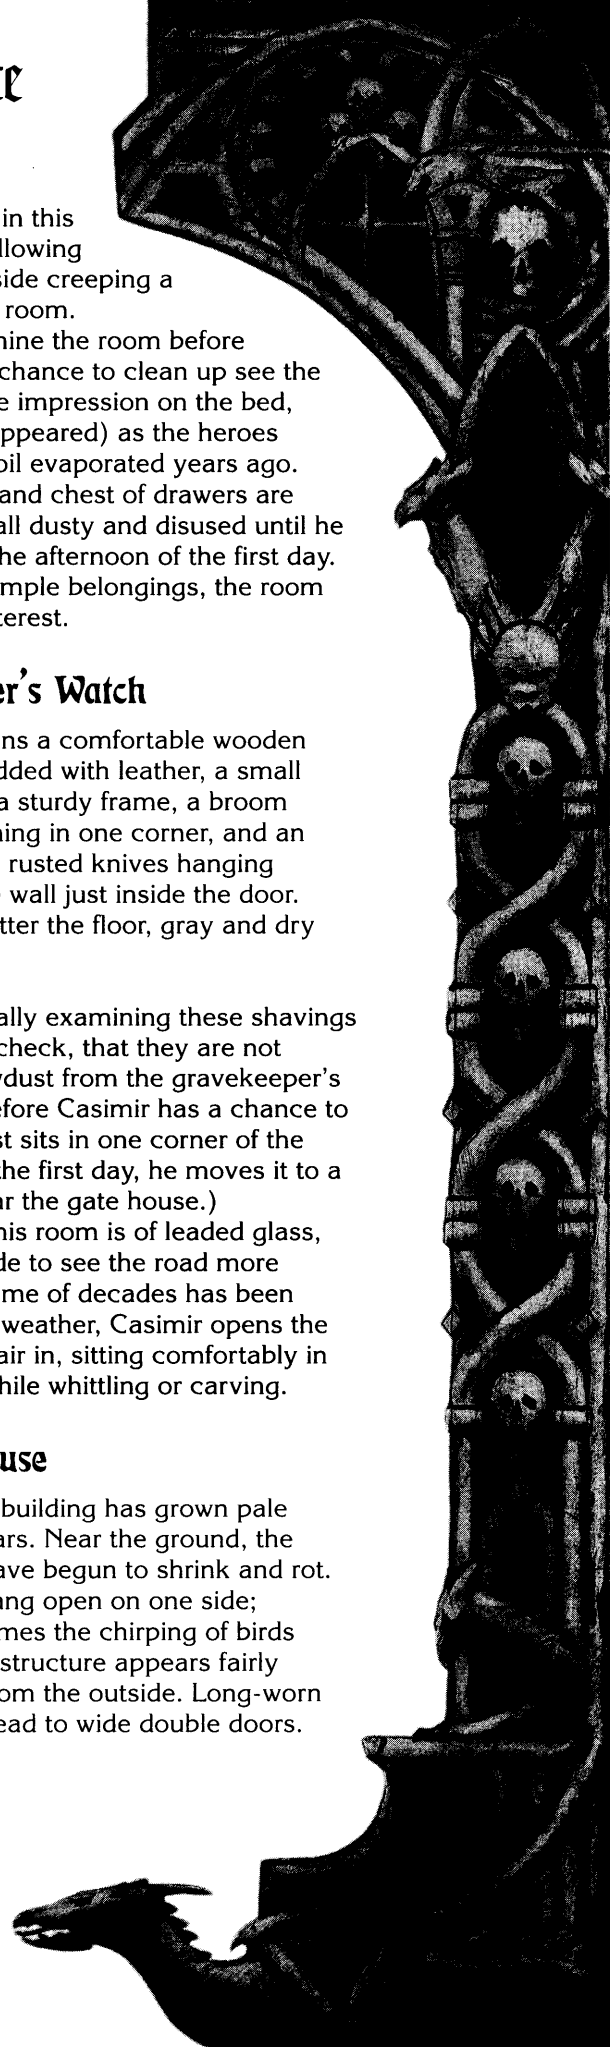 te
in this
llowing
side creeping a
room.
nine the room before
chance to clean up see the
e impression on the bed,
ppeared) as the heroes
oil evaporated years ago.
and chest of drawers are
all dusty and disused until he
he afternoon of the first day.
mple belongings, the room
terest.
er's Watch
ns a comfortable wooden
dded with leather, a small
a sturdy frame, a broom
ning in one corner, and an
rusted knives hanging
wall just inside the door.
tter the floor, gray and dry
ally examining these shavings
check, that they are not
vdust from the gravekeeper's
efore Casimir has a chance to
st sits in one corner of the
the first day, he moves it to a
ar the gate house.)
his room is of leaded glass,
de to see the road more
me of decades has been
weather, Casimir opens the
air in, sitting comfortably in
hile whittling or carving.
use
building has grown pale
ars. Near the ground, the
ave begun to shrink and rot.
ang open on one side;
mes the chirping of birds
structure appears fairly
om the outside. Long-worn
ead to wide double doors.